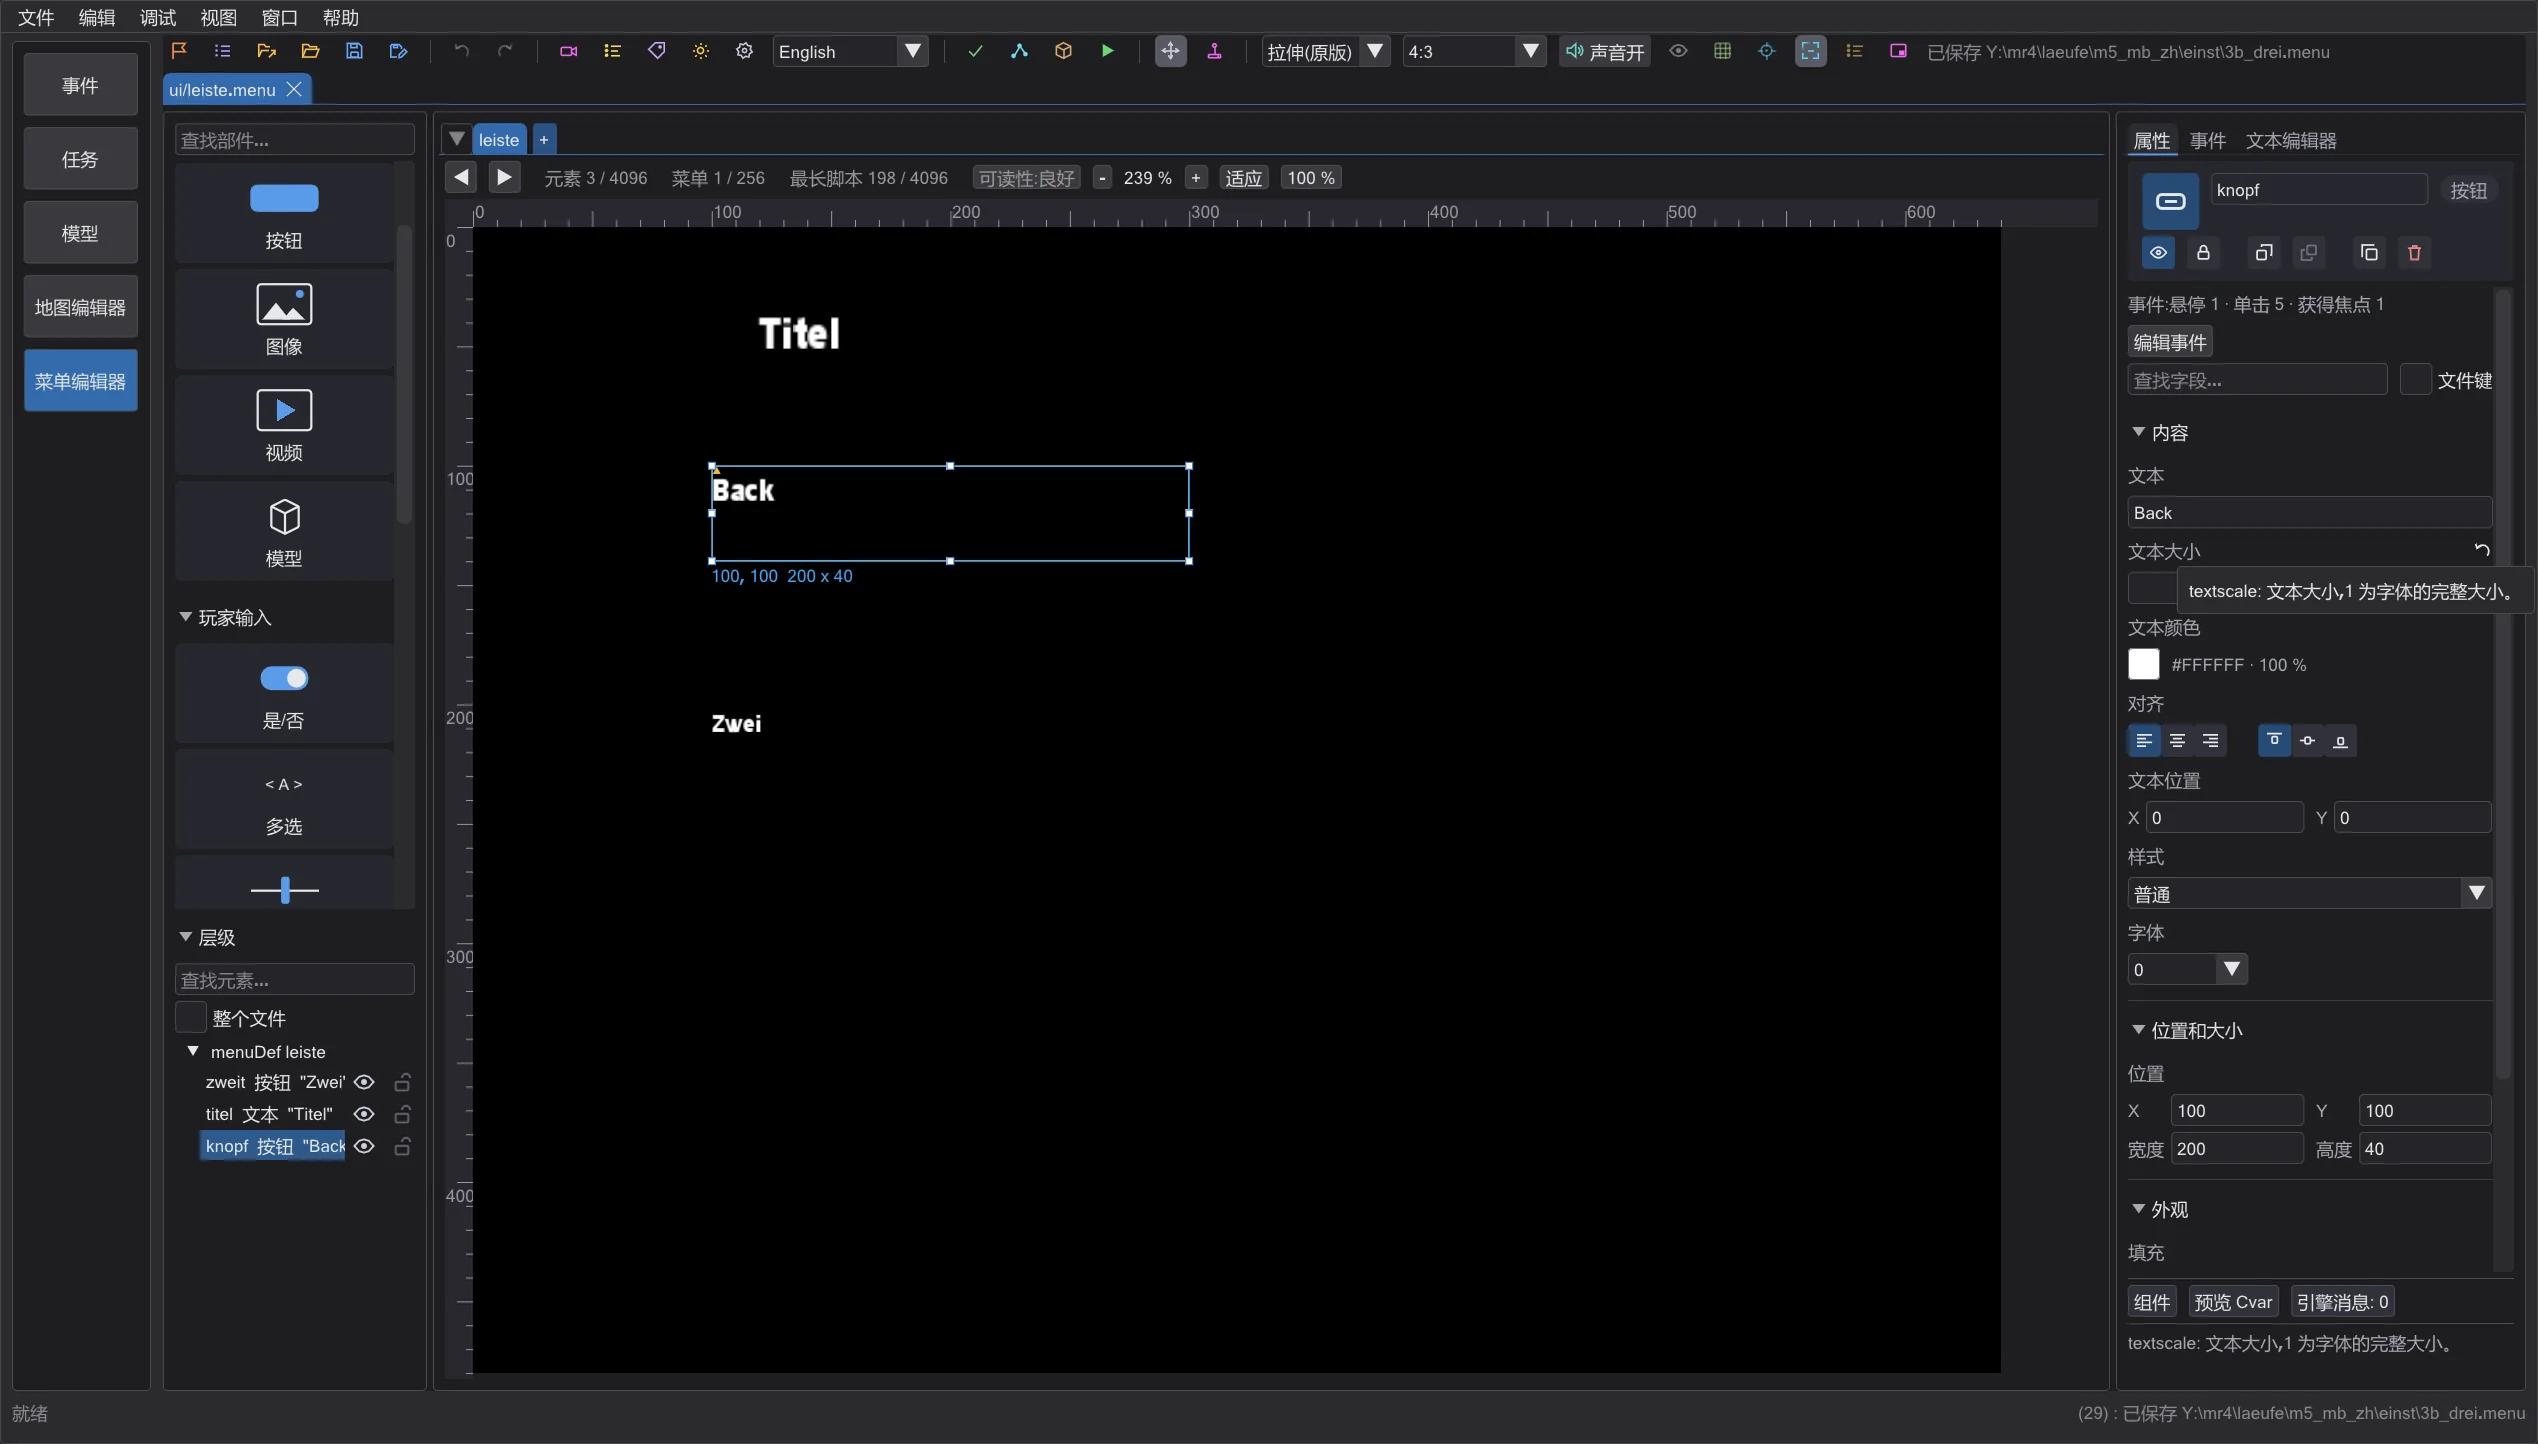 文件 编辑 调试 视图 窗口 帮助
English 拉伸(原版) 4:3 声音开 已保存 Y:\mr4\laeufe\m5_mb_zh\einst\3b_drei.menu
事件
任务
模型
地图编辑器
菜单编辑器
ui/leiste.menu
查找部件...
按钮
图像
视频
模型
玩家输入
是/否
< A >
多选
层级
查找元素...
整个文件
menuDef leiste
zweit 按钮 "Zwei'
titel 文本 "Titel"
knopf 按钮 "Back
leiste +
元素 3 / 4096 菜单 1 / 256 最长脚本 198 / 4096 可读性:良好 - 239 % + 适应 100 %
0 100 200 300 400 500 600
0
100
200
300
400
Titel
Back
100, 100 200 x 40
Zwei
属性 事件 文本编辑器
knopf 按钮
事件:悬停 1 · 单击 5 · 获得焦点 1
编辑事件
查找字段... 文件键
内容
文本
Back
文本大小
textscale: 文本大小,1 为字体的完整大小。
文本颜色
#FFFFFF · 100 %
对齐
文本位置
X 0 Y 0
样式
普通
字体
0
位置和大小
位置
X 100 Y 100
宽度 200 高度 40
外观
填充
组件 预览 Cvar 引擎消息: 0
textscale: 文本大小,1 为字体的完整大小。
就绪 (29) : 已保存 Y:\mr4\laeufe\m5_mb_zh\einst\3b_drei.menu